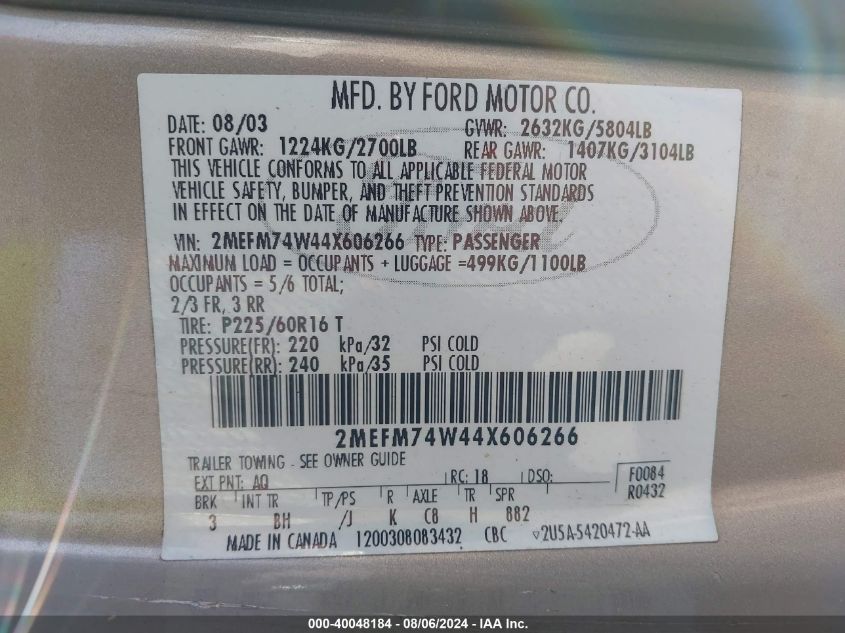 MFD. BY FORD MOTOR CO.
DATE: 08/03 GVWR: 2632KG/5804LB
FRONT GAWR: 1224KG/2700LB REAR GAWR: 1407KG/3104LB
THIS VEHICLE CONFORMS TO ALL APPLICABLE FEDERAL MOTOR
VEHICLE SAFETY, BUMPER, AND THEFT PREVENTION STANDARDS
IN EFFECT ON THE DATE OF MANUFACTURE SHOWN ABOVE.
VIN: 2MEFM74W44X606266 TYPE: PASSENGER
MAXIMUM LOAD = OCCUPANTS + LUGGAGE =499KG/1100LB
OCCUPANTS = 5/6 TOTAL;
2/3 FR, 3 RR
TIRE: P225/60R16 T
PRESSURE(FR): 220 kPa/32 PSI COLD
PRESSURE(RR): 240 kPa/35 PSI COLD
2MEFM74W44X606266
TRAILER TOWING - SEE OWNER GUIDE
EXT PNT: AQ RC: 18 DSO: F0084
R0432
BRK INT TR TP/PS R AXLE TR SPR
3 BH /J K C8 H 882
MADE IN CANADA 1200308083432 CBC ▽2U5A-5420472-AA
000-40048184 - 08/06/2024 - IAA Inc.